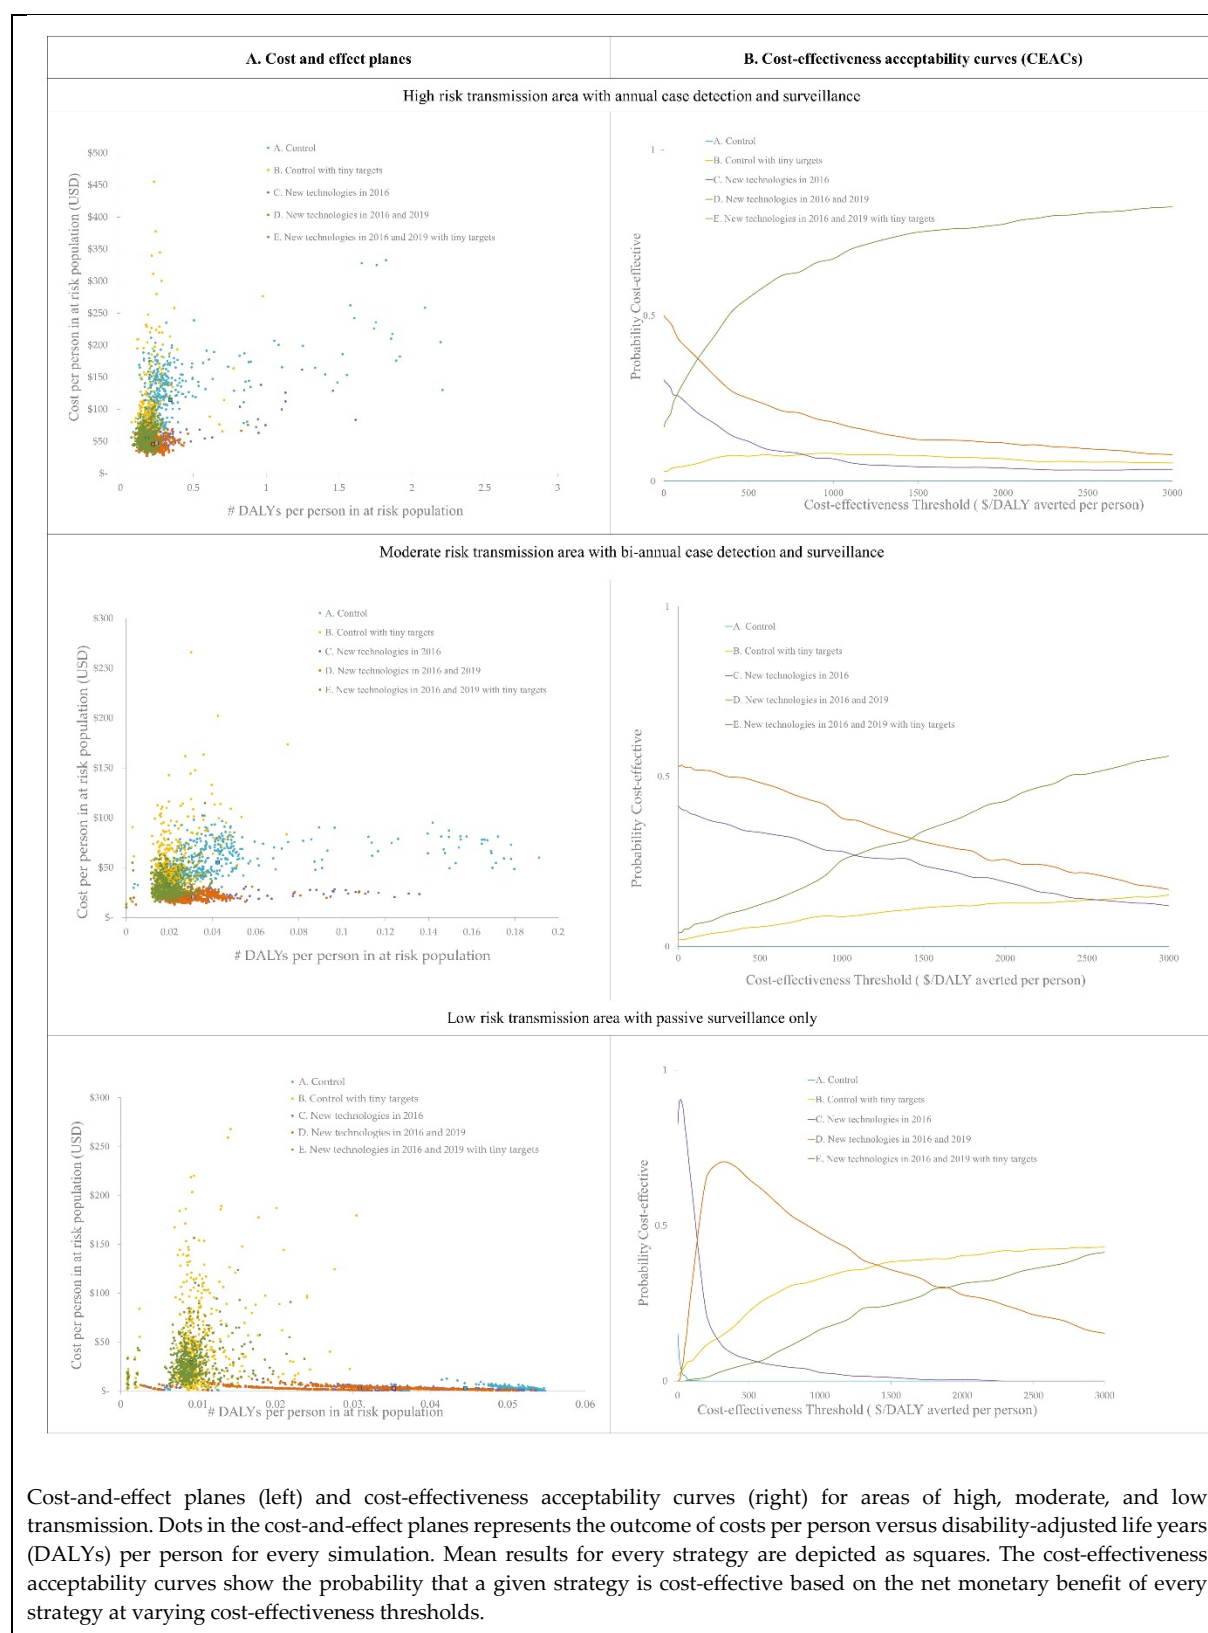 A. Cost and effect planes
B. Cost-effectiveness acceptability curves (CEACs)
High risk transmission area with annual case detection and surveillance
Cost per person in at risk population (USD)
$500
$450
$400
$350
$300
$250
$200
$150
$100
$50
$-
0
0.5
1
1.5
2
2.5
3
# DALYs per person in at risk population
A. Control
B. Control with tiny targets
C. New technologies in 2016
D. New technologies in 2016 and 2019
E. New technologies in 2016 and 2019 with tiny targets
Probability Cost-effective
1
0.5
0
0
500
1000
1500
2000
2500
3000
Cost-effectiveness Threshold ( $/DALY averted per person)
A. Control
B. Control with tiny targets
C. New technologies in 2016
D. New technologies in 2016 and 2019
E. New technologies in 2016 and 2019 with tiny targets
Moderate risk transmission area with bi-annual case detection and surveillance
Cost per person in at risk population (USD)
$300
$250
$200
$150
$100
$50
$-
0
0.02
0.04
0.06
0.08
0.1
0.12
0.14
0.16
0.18
0.2
# DALYs per person in at risk population
A. Control
B. Control with tiny targets
C. New technologies in 2016
D. New technologies in 2016 and 2019
E. New technologies in 2016 and 2019 with tiny targets
Probability Cost-effective
1
0.5
0
0
500
1000
1500
2000
2500
3000
Cost-effectiveness Threshold ( $/DALY averted per person)
A. Control
B. Control with tiny targets
C. New technologies in 2016
D. New technologies in 2016 and 2019
E. New technologies in 2016 and 2019 with tiny targets
Low risk transmission area with passive surveillance only
Cost per person in at risk population (USD)
$300
$250
$200
$150
$100
$50
$-
0
0.01
0.02
0.03
0.04
0.05
0.06
# DALYs per person in at risk population
A. Control
B. Control with tiny targets
C. New technologies in 2016
D. New technologies in 2016 and 2019
E. New technologies in 2016 and 2019 with tiny targets
Probability Cost-effective
1
0.5
0
0
500
1000
1500
2000
2500
3000
Cost-effectiveness Threshold ( $/DALY averted per person)
A. Control
B. Control with tiny targets
C. New technologies in 2016
D. New technologies in 2016 and 2019
E. New technologies in 2016 and 2019 with tiny targets
Cost-and-effect planes (left) and cost-effectiveness acceptability curves (right) for areas of high, moderate, and low
transmission. Dots in the cost-and-effect planes represents the outcome of costs per person versus disability-adjusted life years
(DALYs) per person for every simulation. Mean results for every strategy are depicted as squares. The cost-effectiveness
acceptability curves show the probability that a given strategy is cost-effective based on the net monetary benefit of every
strategy at varying cost-effectiveness thresholds.